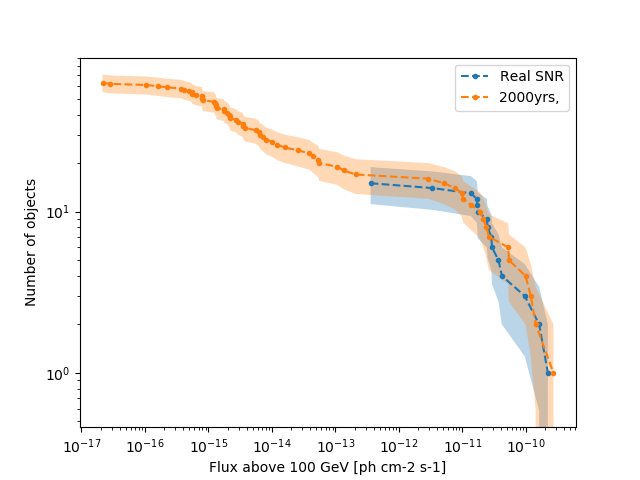 Real SNR
2000yrs,
Number of objects
10¹
10⁰
10⁻¹⁷ 10⁻¹⁶ 10⁻¹⁵ 10⁻¹⁴ 10⁻¹³ 10⁻¹² 10⁻¹¹ 10⁻¹⁰
Flux above 100 GeV [ph cm-2 s-1]